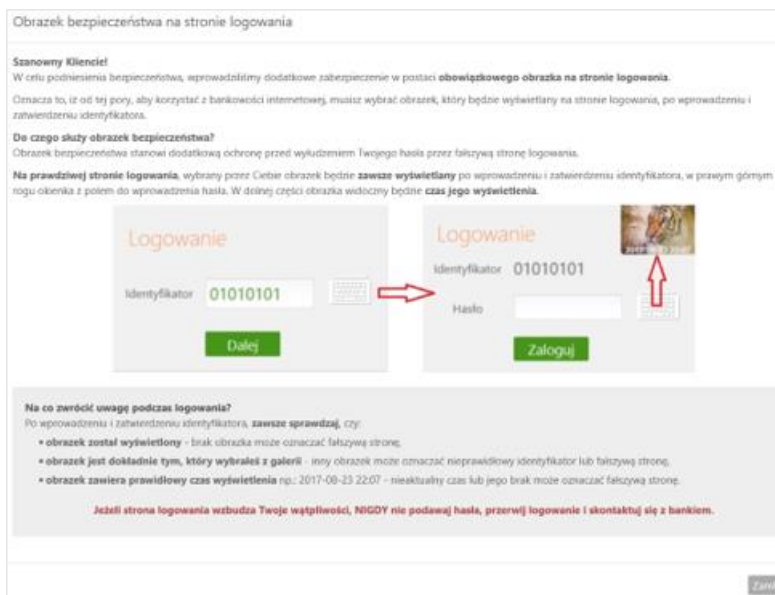 Obrazek bezpieczeństwa na stronie logowania
Szanowny Kliencie!
W celu podniesienia bezpieczeństwa, wprowadziliśmy dodatkowe zabezpieczenie w postaci obowiązkowego obrazka na stronie logowania.
Oznacza to, iż od tej pory, aby korzystać z bankowości internetowej, musisz wybrać obrazek, który będzie wyświetlany na stronie logowania, po wprowadzeniu i
zatwierdzeniu identyfikatora.
Do czego służy obrazek bezpieczeństwa?
Obrazek bezpieczeństwa stanowi dodatkową ochronę przed wyłudzeniem Twojego hasła przez fałszywą stronę logowania.
Na prawdziwej stronie logowania, wybrany przez Ciebie obrazek będzie zawsze wyświetlany po wprowadzeniu i zatwierdzeniu identyfikatora, w prawym górnym
rogu okienka z polem do wprowadzenia hasła. W dolnej części obrazka widoczny będzie czas jego wyświetlenia.
Logowanie
Identyfikator 01010101
Dalej
Logowanie
Identyfikator 01010101
Hasło
Zaloguj
Na co zwrócić uwagę podczas logowania?
Po wprowadzeniu i zatwierdzeniu identyfikatora, zawsze sprawdzaj, czy:
• obrazek został wyświetlony - brak obrazka może oznaczać fałszywą stronę,
• obrazek jest dokładnie tym, który wybrałeś z galerii - inny obrazek może oznaczać nieprawidłowy identyfikator lub fałszywą stronę,
• obrazek zawiera prawidłowy czas wyświetlenia np.: 2017-08-23 22:07 - nieaktualny czas lub jego brak może oznaczać fałszywą stronę.
Jeżeli strona logowania wzbudza Twoje wątpliwości, NIGDY nie podawaj hasła, przerwij logowanie i skontaktuj się z bankiem.